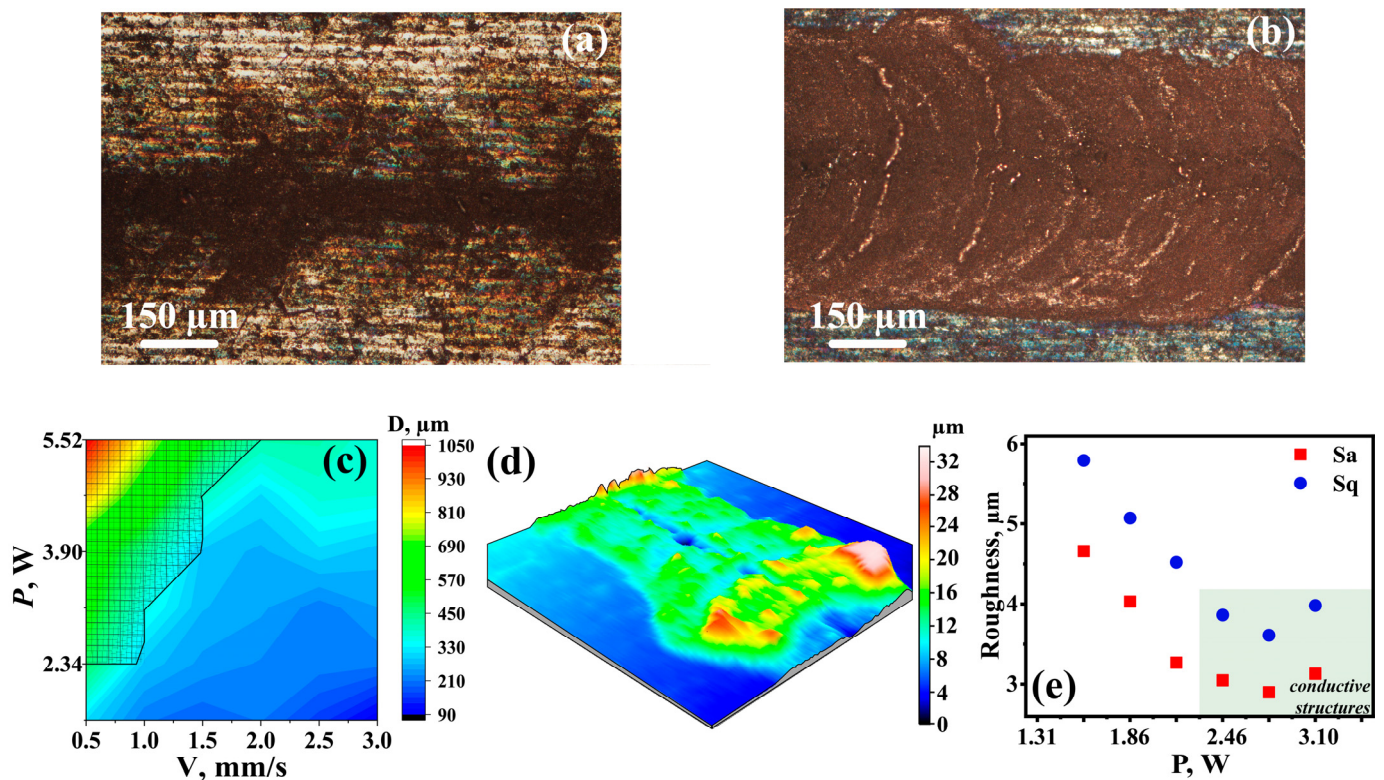 (a)
150 µm
(b)
150 µm
D, µm
1050
930
810
690
570
450
330
210
90
5.52
3.90
2.34
P, W
(c)
0.5 1.0 1.5 2.0 2.5 3.0
V, mm/s
(d)
µm
32
28
24
20
16
12
8
4
0
6
5
4
3
Roughness, µm
Sa
Sq
(e)
conductive
structures
1.31 1.86 2.46 3.10
P, W